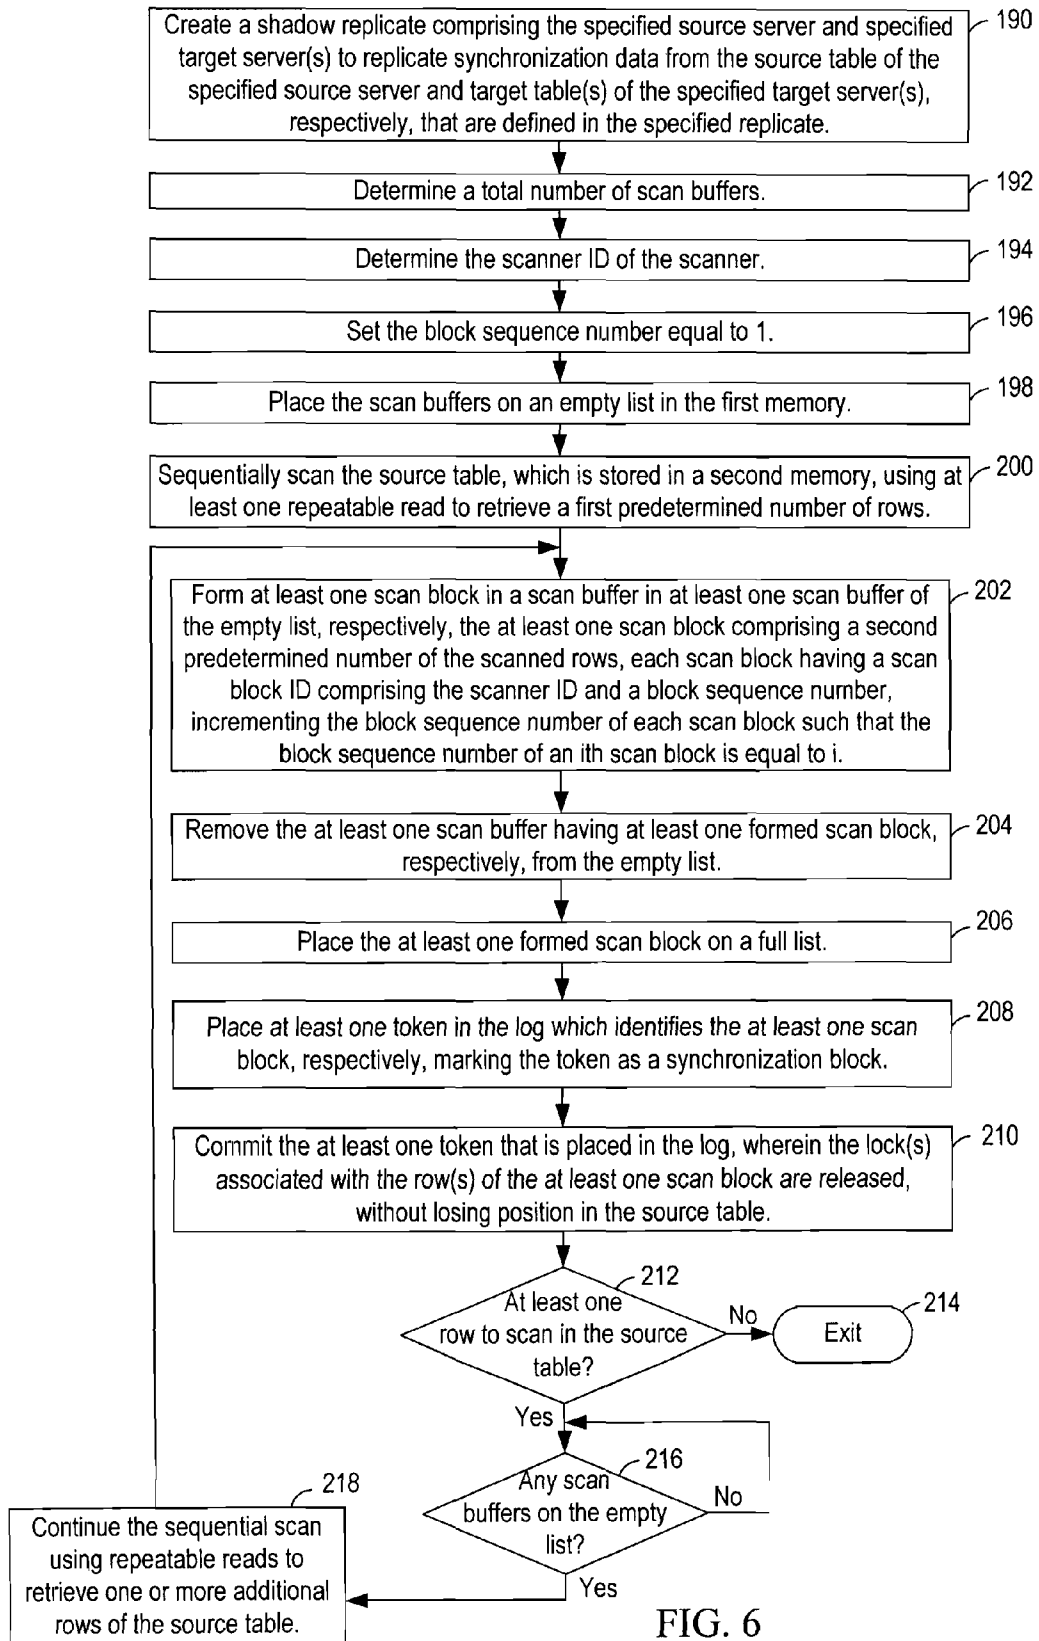 Create a shadow replicate comprising the specified source server and specified
target server(s) to replicate synchronization data from the source table of the
specified source server and target table(s) of the specified target server(s),
respectively, that are defined in the specified replicate.
190
Determine a total number of scan buffers.
192
Determine the scanner ID of the scanner.
194
Set the block sequence number equal to 1.
196
Place the scan buffers on an empty list in the first memory.
198
Sequentially scan the source table, which is stored in a second memory, using at
least one repeatable read to retrieve a first predetermined number of rows.
200
Form at least one scan block in a scan buffer in at least one scan buffer of
the empty list, respectively, the at least one scan block comprising a second
predetermined number of the scanned rows, each scan block having a scan
block ID comprising the scanner ID and a block sequence number,
incrementing the block sequence number of each scan block such that the
block sequence number of an ith scan block is equal to i.
202
Remove the at least one scan buffer having at least one formed scan block,
respectively, from the empty list.
204
Place the at least one formed scan block on a full list.
206
Place at least one token in the log which identifies the at least one scan
block, respectively, marking the token as a synchronization block.
208
Commit the at least one token that is placed in the log, wherein the lock(s)
associated with the row(s) of the at least one scan block are released,
without losing position in the source table.
210
At least one
row to scan in the source
table?
212
No
Exit
214
Yes
Any scan
buffers on the empty
list?
216
No
Yes
218
Continue the sequential scan
using repeatable reads to
retrieve one or more additional
rows of the source table.
FIG. 6